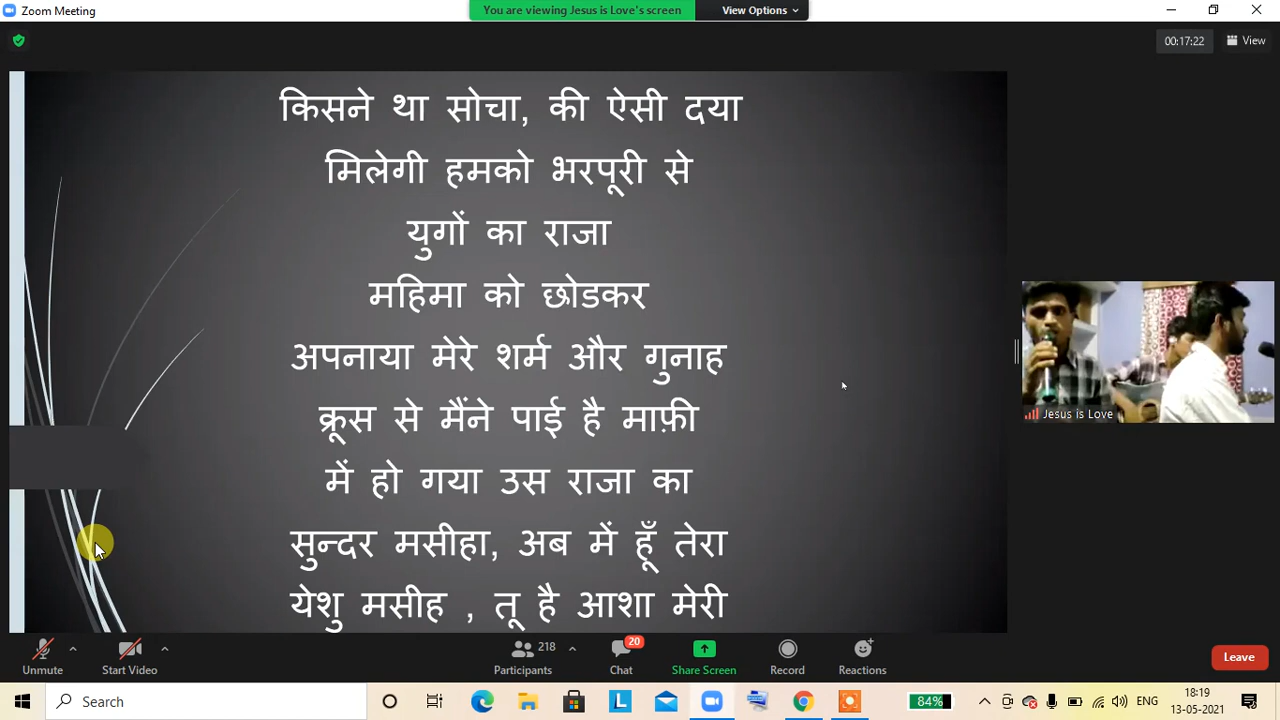 Zoom Meeting
You are viewing Jesus is Love's screen
View Options
00:17:22
View
किसने था सोचा, की ऐसी दया
मिलेगी हमको भरपूरी से
युगों का राजा
महिमा को छोडकर
अपनाया मेरे शर्म और गुनाह
क्रूस से मैंने पाई है माफ़ी
में हो गया उस राजा का
सुन्दर मसीहा, अब में हूँ तेरा
येशु मसीह , तू है आशा मेरी
Jesus is Love
Unmute
Start Video
218
Participants
20
Chat
Share Screen
Record
Reactions
Leave
Search
L
84%
ENG
18:19
13-05-2021